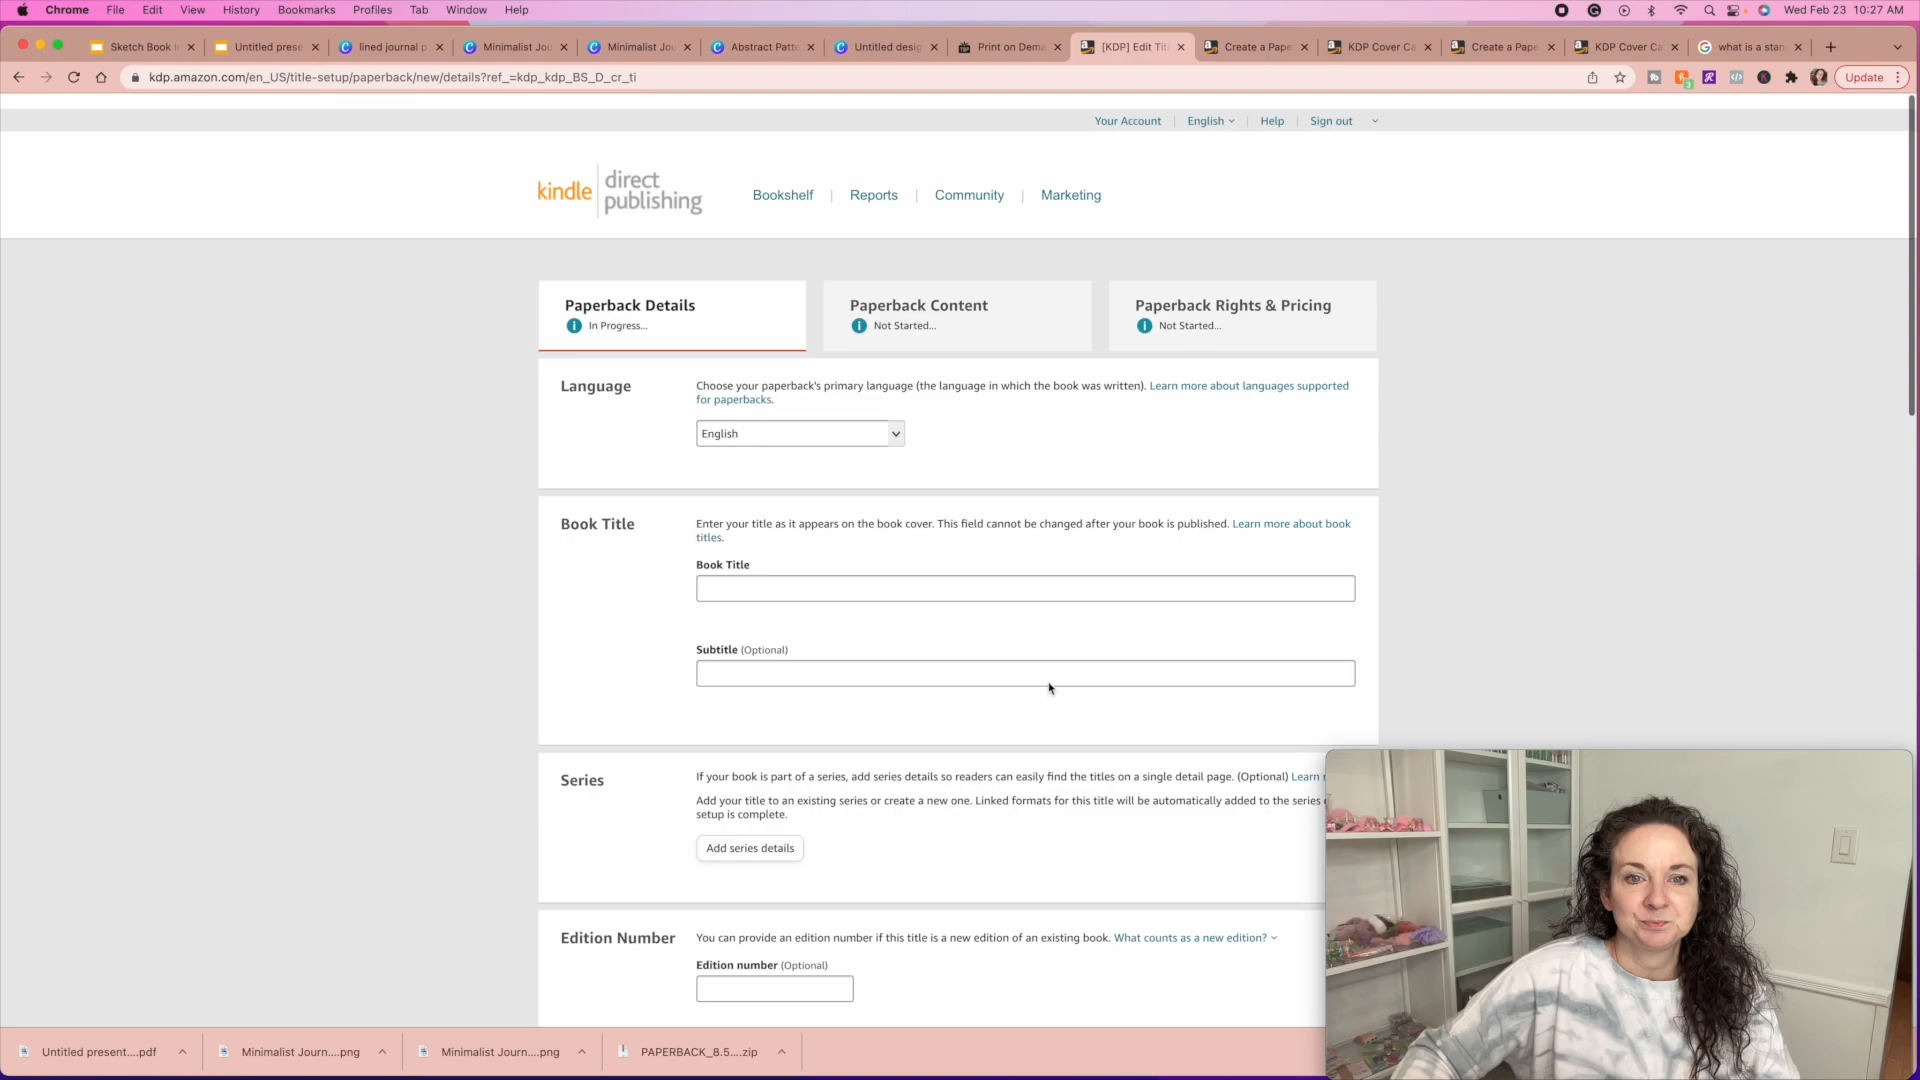 Chrome File Edit View History Bookmarks Profiles Tab Window Help Wed Feb 23 10:27 AM
Sketch Book I Untitled prese lined journal p Minimalist Jou Minimalist Jou Abstract Patte Untitled desig Print on Dema [KDP] Edit Titl Create a Pape KDP Cover Ca Create a Pape KDP Cover Ca what is a stan
kdp.amazon.com/en_US/title-setup/paperback/new/details?ref_=kdp_kdp_BS_D_cr_ti Update
Your Account English Help Sign out
kindle direct publishing
Bookshelf Reports Community Marketing
Paperback Details
In Progress...
Paperback Content
Not Started...
Paperback Rights & Pricing
Not Started...
Language
Choose your paperback's primary language (the language in which the book was written). Learn more about languages supported
for paperbacks.
English
Book Title
Enter your title as it appears on the book cover. This field cannot be changed after your book is published. Learn more about book
titles.
Book Title
Subtitle (Optional)
Series
If your book is part of a series, add series details so readers can easily find the titles on a single detail page. (Optional) Learn
Add your title to an existing series or create a new one. Linked formats for this title will be automatically added to the series
setup is complete.
Add series details
Edition Number
You can provide an edition number if this title is a new edition of an existing book. What counts as a new edition?
Edition number (Optional)
Untitled present....pdf Minimalist Journ....png Minimalist Journ....png PAPERBACK_8.5....zip